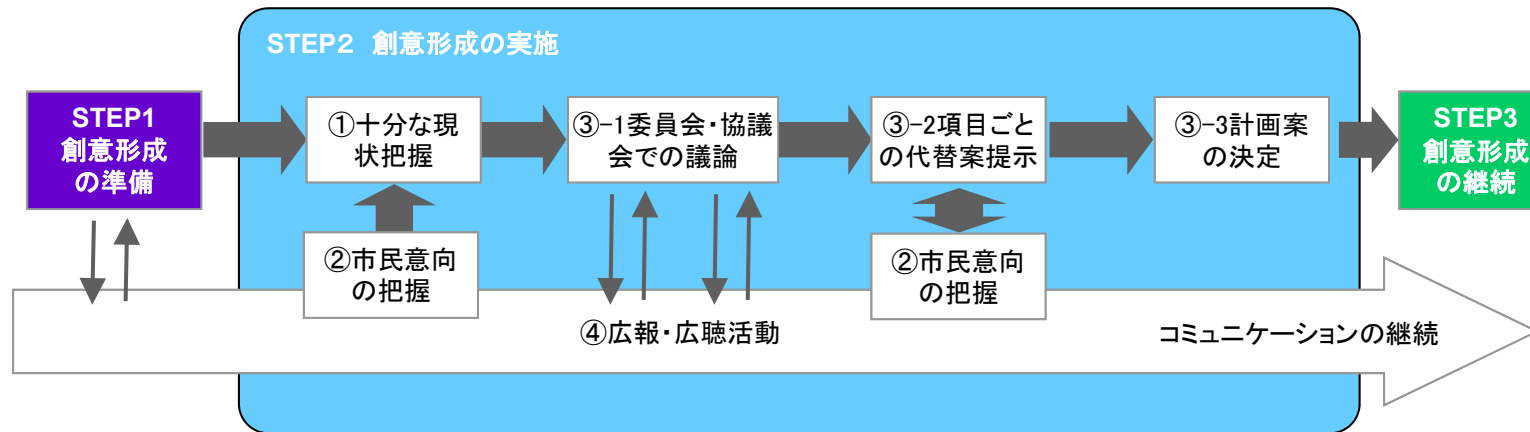 STEP2 創意形成の実施
STEP1
創意形成
の準備
①十分な現
状把握
③-1委員会・協議
会での議論
③-2項目ごと
の代替案提示
③-3計画案
の決定
STEP3
創意形成
の継続
②市民意向
の把握
②市民意向
の把握
④広報・広聴活動
コミュニケーションの継続